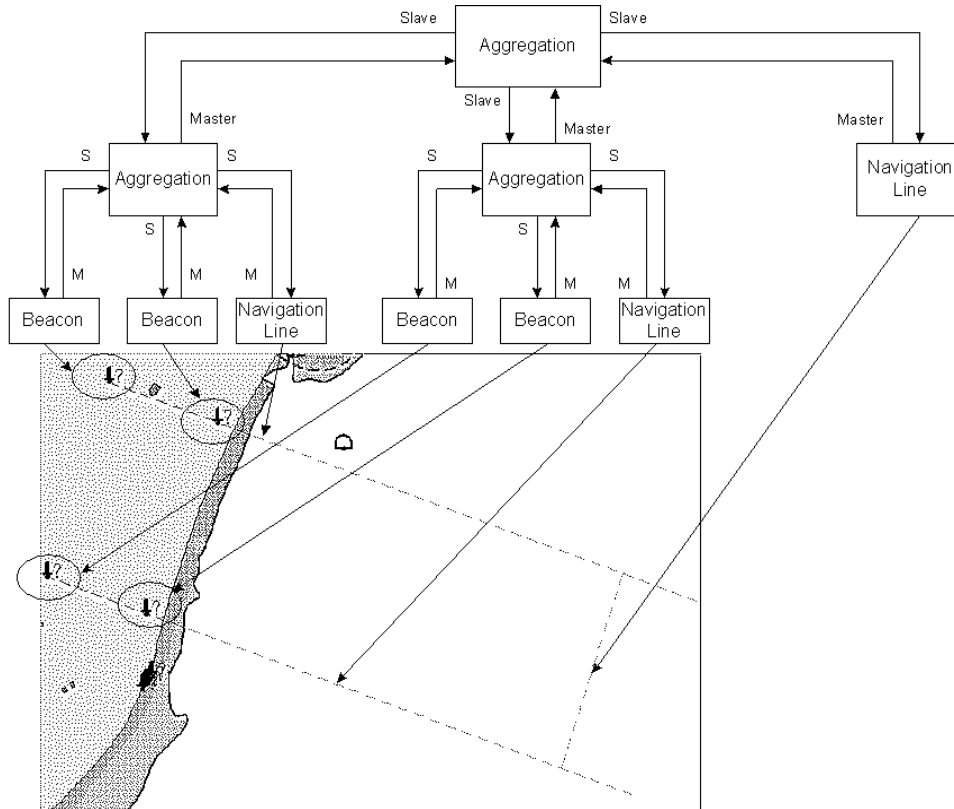 Slave
Slave
Aggregation
Slave
Master
Master
Master
S
S
S
S
Aggregation
Aggregation
Navigation
Line
S
S
M
M
M
M
M
M
Beacon
Beacon
Navigation
Line
Beacon
Beacon
Navigation
Line
?
?
?
?
?